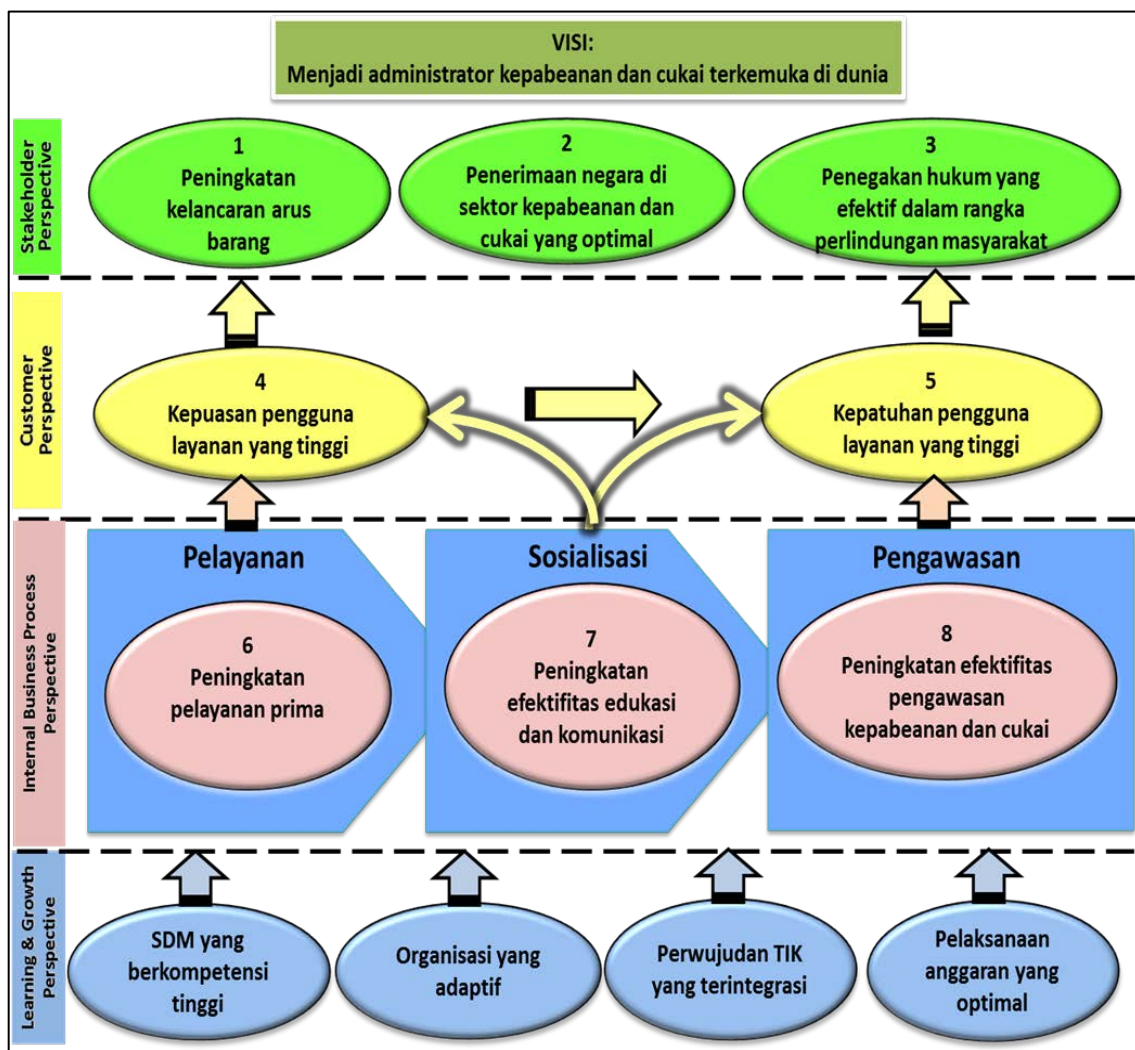 VISI:
Menjadi administrator kepabeanan dan cukai terkemuka di dunia
Stakeholder
Perspective
1
Peningkatan
kelancaran arus
barang
2
Penerimaan negara di
sektor kepabeanan dan
cukai yang optimal
3
Penegakan hukum yang
efektif dalam rangka
perlindungan masyarakat
Customer
Perspective
4
Kepuasan pengguna
layanan yang tinggi
5
Kepatuhan pengguna
layanan yang tinggi
Internal Business Process
Perspective
Pelayanan
6
Peningkatan
pelayanan prima
Sosialisasi
7
Peningkatan
efektifitas edukasi
dan komunikasi
Pengawasan
8
Peningkatan efektifitas
pengawasan
kepabeanan dan cukai
Learning & Growth
Perspective
SDM yang
berkompetensi
tinggi
Organisasi yang
adaptif
Perwujudan TIK
yang terintegrasi
Pelaksanaan
anggaran yang
optimal